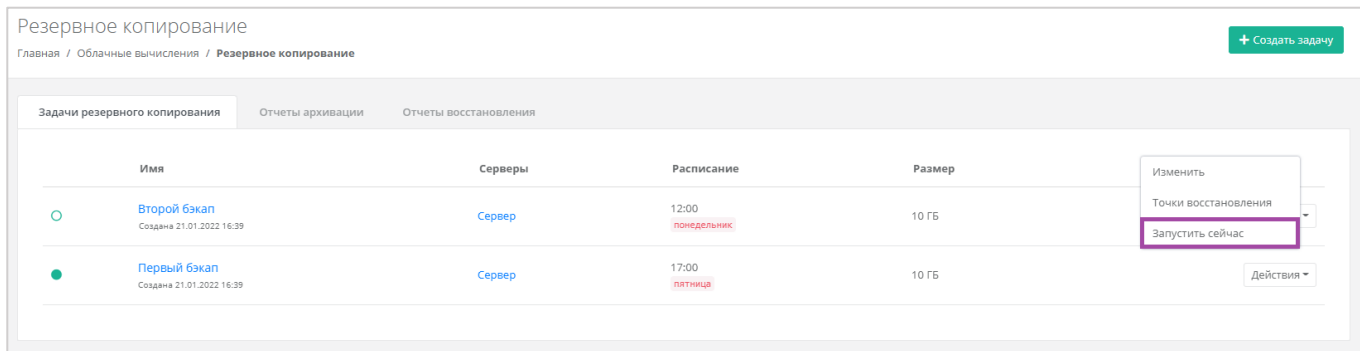 Резервное копирование
Главная / Облачные вычисления / Резервное копирование
+ Создать задачу
Задачи резервного копирования Отчеты архивации Отчеты восстановления
Имя Серверы Расписание Размер
Изменить
Точки восстановления
Запустить сейчас
Второй бэкап Сервер 12:00 10 ГБ
Создана 21.01.2022 16:39 понедельник
Первый бэкап Сервер 17:00 10 ГБ Действия
Создана 21.01.2022 16:39 пятница